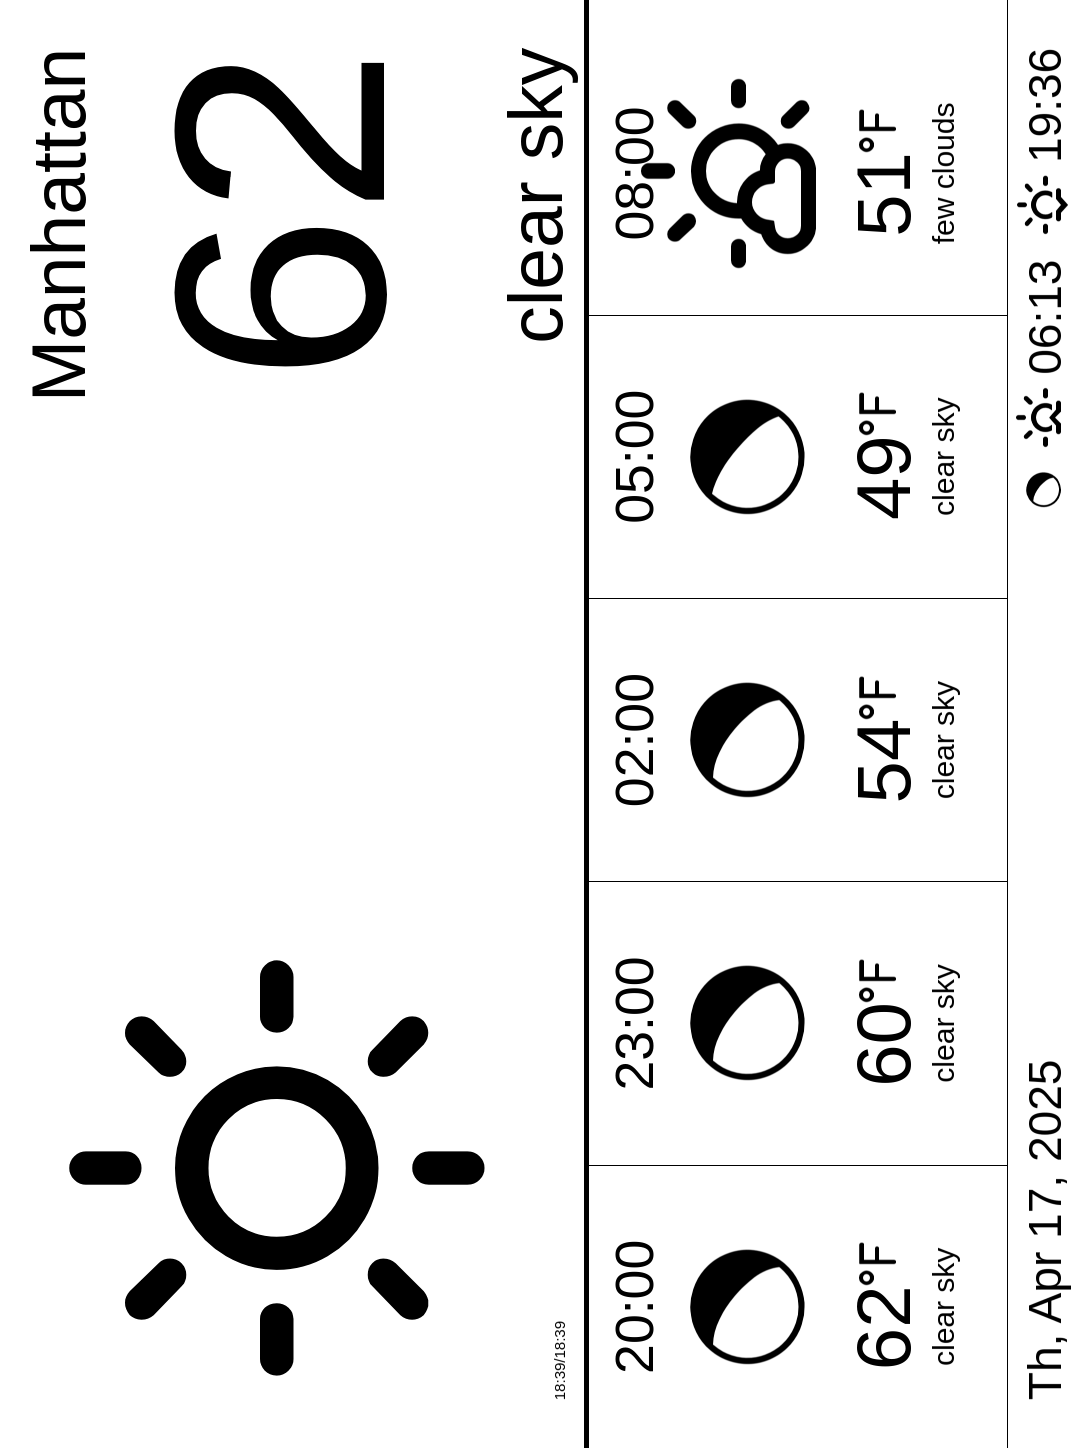 Manhattan
62
clear sky
18:39/18:39
20:00
62°F
clear sky
23:00
60°F
clear sky
02:00
54°F
clear sky
05:00
49°F
clear sky
08:00
51°F
few clouds
Th, Apr 17, 2025
06:13
19:36